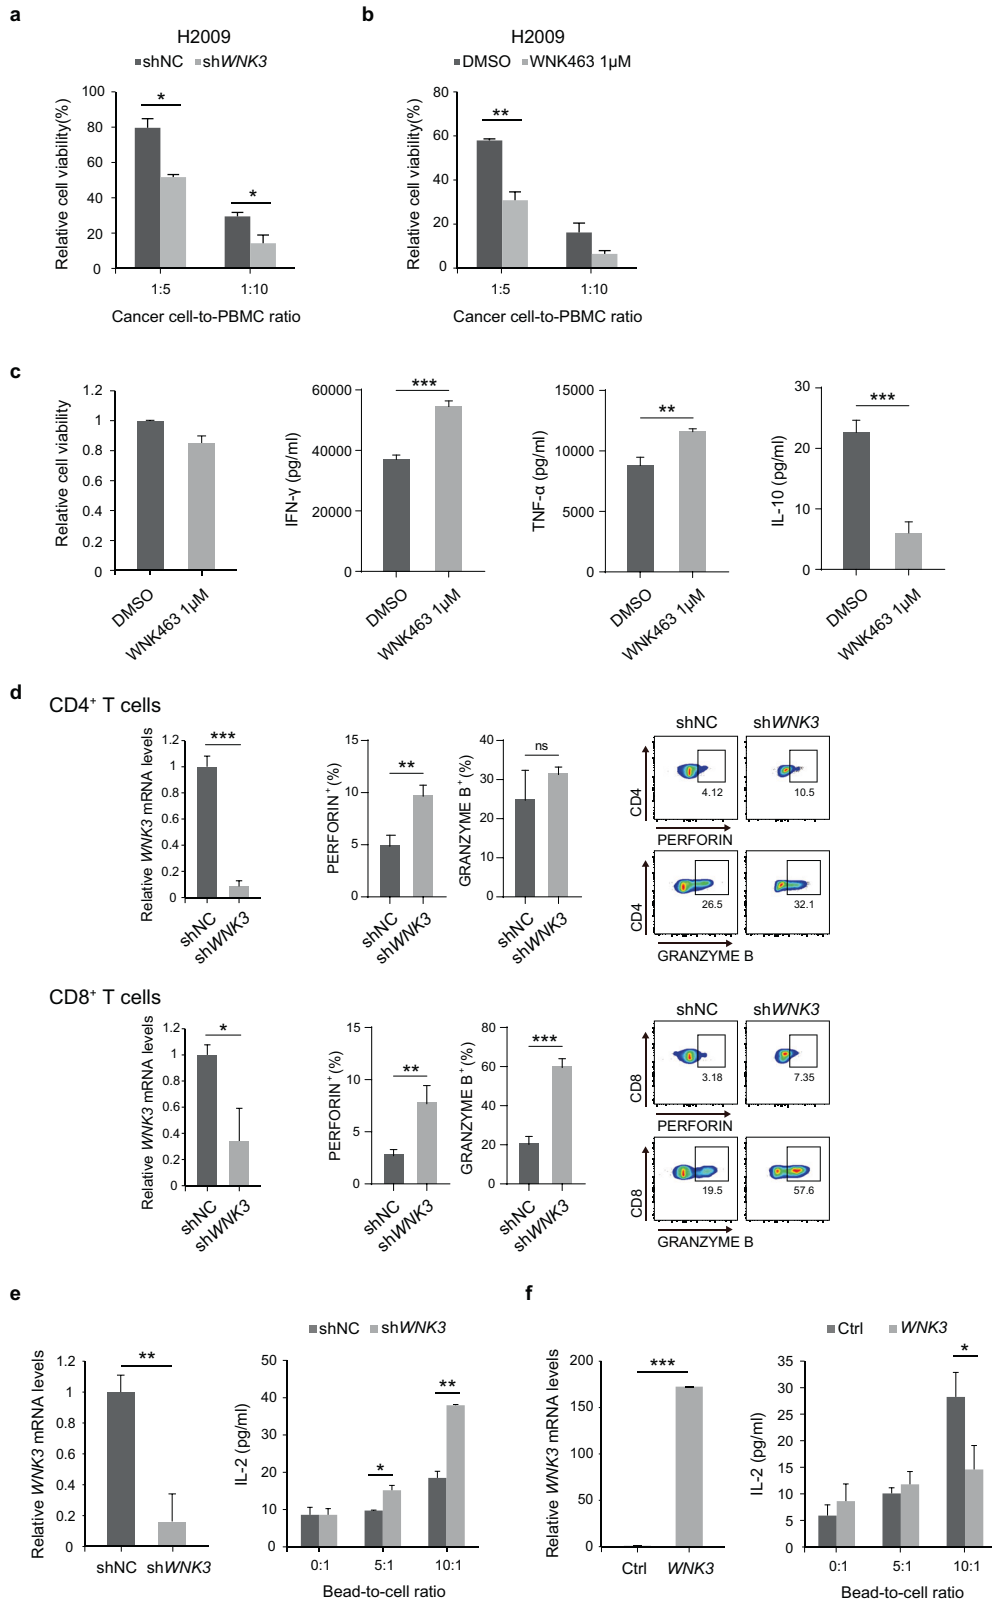 a
H2009
shNC shWNK3
Relative cell viability(%)
100
80
60
40
20
0
*
*
1:5 1:10
Cancer cell-to-PBMC ratio
b
H2009
DMSO WNK463 1µM
Relative cell viability(%)
80
60
40
20
0
**
1:5 1:10
Cancer cell-to-PBMC ratio
c
Relative cell viability
1.2
1
0.8
0.6
0.4
0.2
0
DMSO
WNK463 1µM
IFN-γ (pg/ml)
60000
40000
20000
0
***
DMSO
WNK463 1µM
TNF-α (pg/ml)
15000
10000
5000
0
**
DMSO
WNK463 1µM
IL-10 (pg/ml)
30
20
10
0
***
DMSO
WNK463 1µM
d
CD4⁺ T cells
Relative WNK3 mRNA levels
1.2
1
0.8
0.6
0.4
0.2
0
***
shNC
shWNK3
PERFORIN⁺(%)
15
10
5
0
**
shNC
shWNK3
GRANZYME B⁺(%)
40
30
20
10
0
ns
shNC
shWNK3
shNC shWNK3
CD4
4.12 10.5
PERFORIN
CD4
26.5 32.1
GRANZYME B
CD8⁺ T cells
Relative WNK3 mRNA levels
1.2
1
0.8
0.6
0.4
0.2
0
*
shNC
shWNK3
PERFORIN⁺(%)
15
10
5
0
**
shNC
shWNK3
GRANZYME B⁺(%)
80
60
40
20
0
***
shNC
shWNK3
shNC shWNK3
CD8
3.18 7.35
PERFORIN
CD8
19.5 57.6
GRANZYME B
e
Relative WNK3 mRNA levels
1.2
1
0.8
0.6
0.4
0.2
0
**
shNC shWNK3
shNC shWNK3
IL-2 (pg/ml)
50
40
30
20
10
0
*
**
0:1 5:1 10:1
Bead-to-cell ratio
f
Relative WNK3 mRNA levels
200
150
100
50
0
***
Ctrl WNK3
Ctrl WNK3
IL-2 (pg/ml)
35
30
25
20
15
10
5
0
*
0:1 5:1 10:1
Bead-to-cell ratio